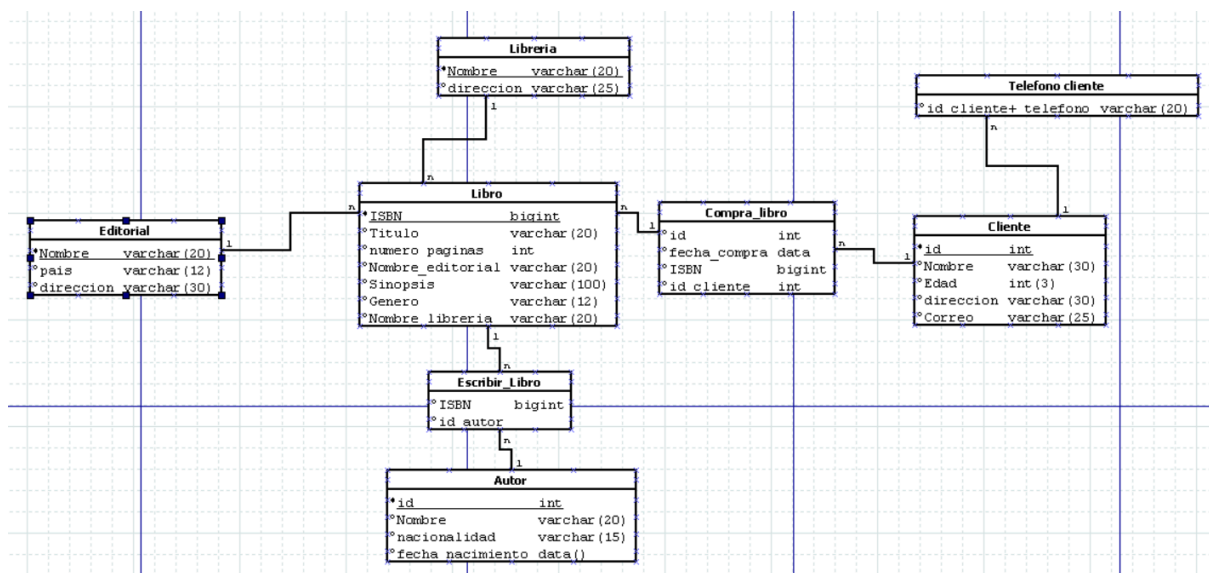 Libreria
Nombre varchar(20)
direccion varchar(25)
1
n
Telefono cliente
id cliente+ telefono varchar(20)
n
1
Editorial
Nombre varchar(20)
pais varchar(12)
direccion varchar(30)
1
n
Libro
ISBN bigint
Titulo varchar(20)
numero paginas int
Nombre_editorial varchar(20)
Sinopsis varchar(100)
Genero varchar(12)
Nombre libreria varchar(20)
n
1
Compra_libro
id int
fecha_compra data
ISBN bigint
id cliente int
n
1
Cliente
id int
Nombre varchar(30)
Edad int(3)
direccion varchar(30)
Correo varchar(25)
1
n
Escribir_Libro
ISBN bigint
id autor
n
1
Autor
id int
Nombre varchar(20)
nacionalidad varchar(15)
fecha nacimiento data()